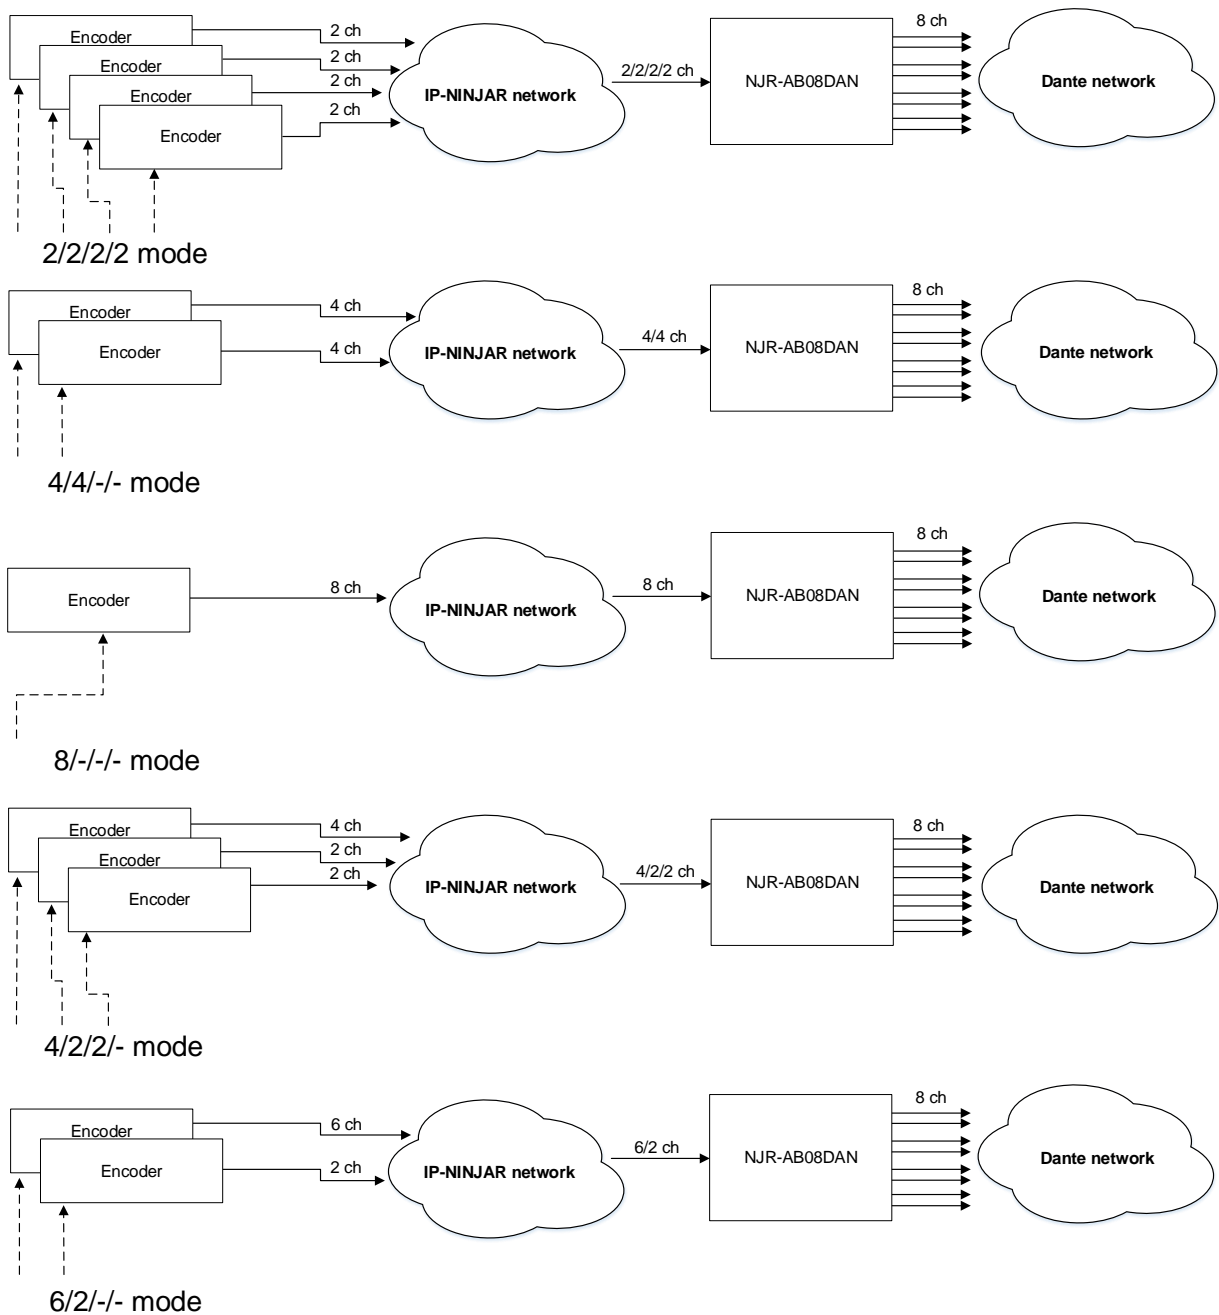 Encoder
2 ch
8 ch
Encoder
2 ch
Encoder
2 ch
2/2/2/2 ch
NJR-AB08DAN
Dante network
IP-NINJAR network
Encoder
2 ch
2/2/2/2 mode
Encoder
4 ch
8 ch
Encoder
4 ch
IP-NINJAR network
4/4 ch
NJR-AB08DAN
Dante network
4/4/-/- mode
8 ch
Encoder
8 ch
IP-NINJAR network
8 ch
NJR-AB08DAN
Dante network
8/-/-/- mode
Encoder
4 ch
8 ch
Encoder
2 ch
Encoder
2 ch
IP-NINJAR network
4/2/2 ch
NJR-AB08DAN
Dante network
4/2/2/- mode
Encoder
6 ch
8 ch
Encoder
2 ch
IP-NINJAR network
6/2 ch
NJR-AB08DAN
Dante network
6/2/-/- mode